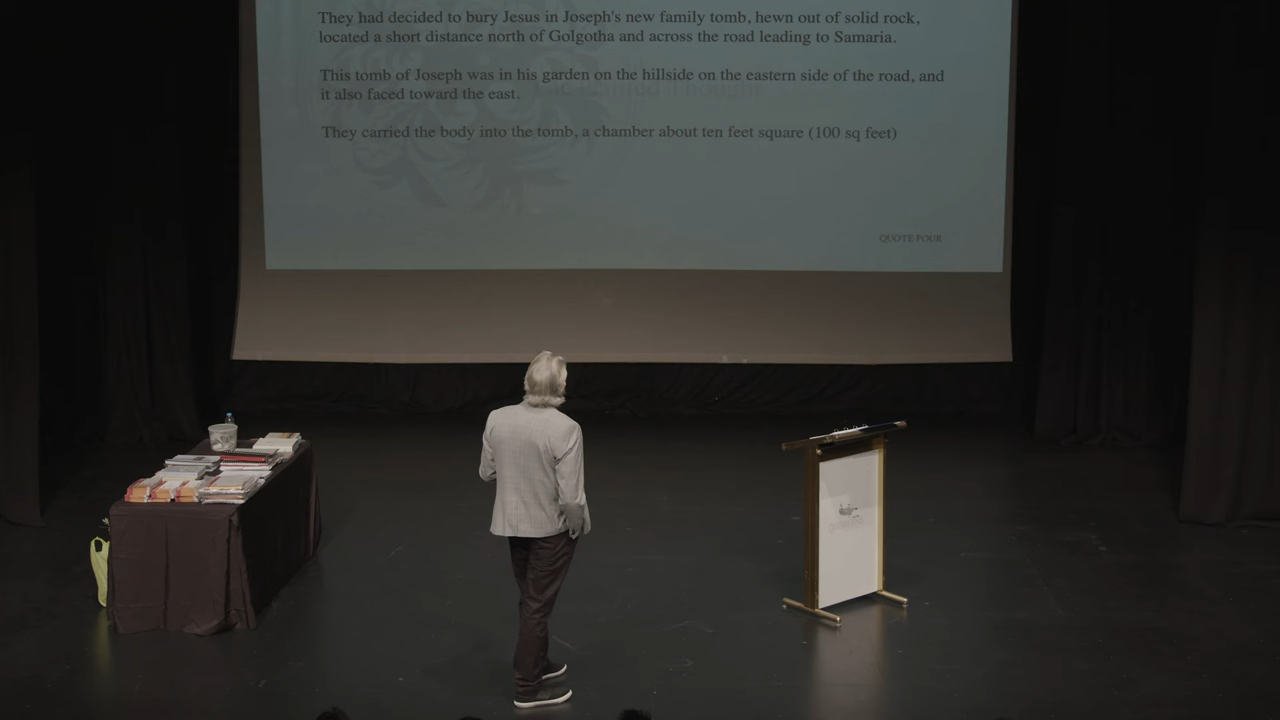 They had decided to bury Jesus in Joseph's new family tomb, hewn out of solid rock,
located a short distance north of Golgotha and across the road leading to Samaria.
This tomb of Joseph was in his garden on the hillside on the eastern side of the road, and
it also faced toward the east.
They carried the body into the tomb, a chamber about ten feet square (100 sq feet)
QUOTE FOUR